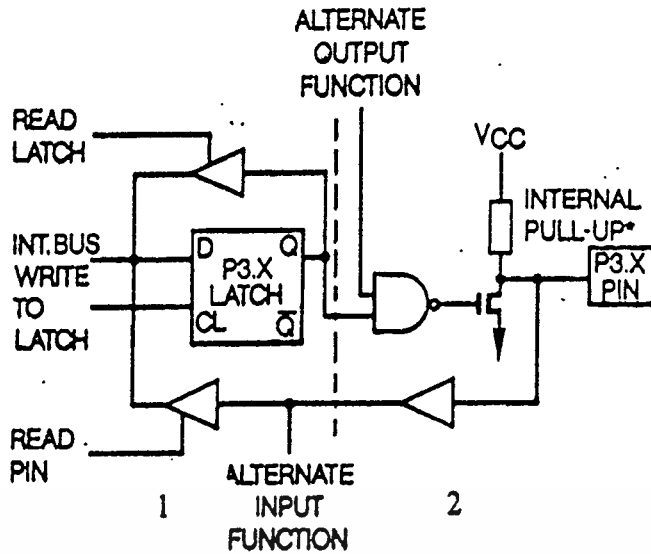 ALTERNATE
OUTPUT
FUNCTION
READ
LATCH
VCC
INTERNAL
PULL-UP*
INT. BUS
WRITE
TO
LATCH
D Q
P3.X
LATCH
CL Q̅
P3.X
PIN
READ
PIN
ALTERNATE
INPUT
FUNCTION
1
2